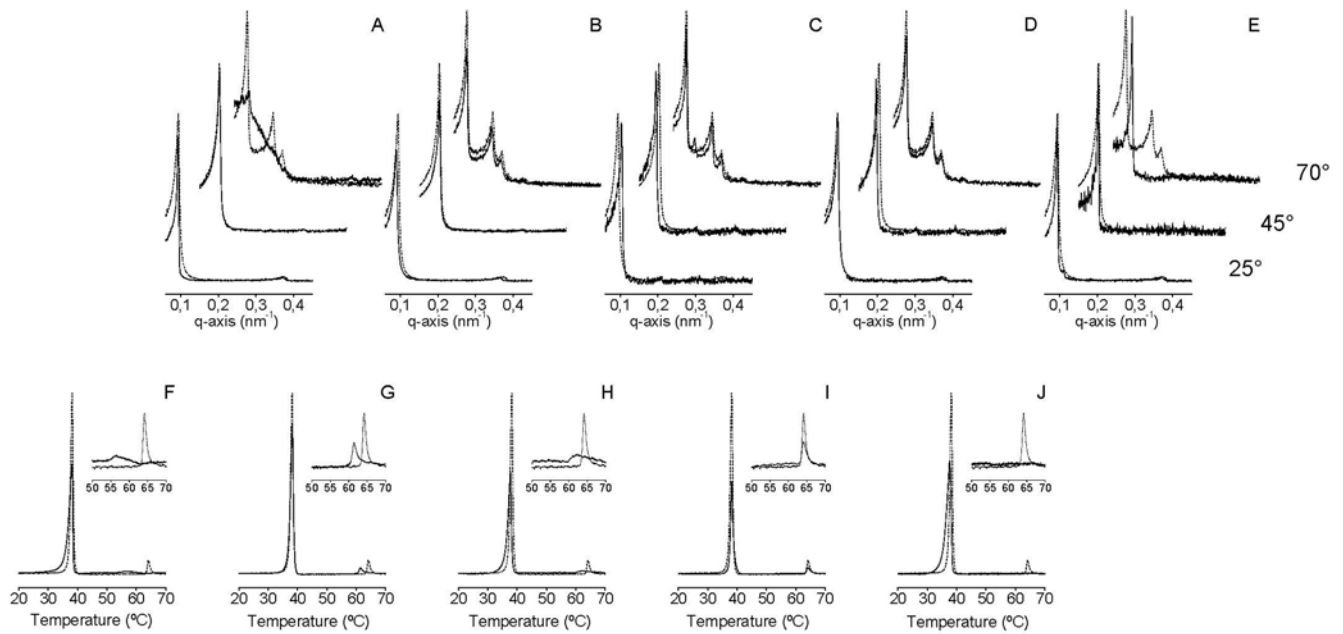 A B C D E
70°
45°
25°
0,1 0,2 0,3 0,4 0,1 0,2 0,3 0,4 0,1 0,2 0,3 0,4 0,1 0,2 0,3 0,4 0,1 0,2 0,3 0,4
q-axis (nm⁻¹) q-axis (nm⁻¹) q-axis (nm⁻¹) q-axis (nm⁻¹) q-axis (nm⁻¹)
F G H I J
50 55 60 65 70 50 55 60 65 70 50 55 60 65 70 50 55 60 65 70 50 55 60 65 70
20 30 40 50 60 70 20 30 40 50 60 70 20 30 40 50 60 70 20 30 40 50 60 70 20 30 40 50 60 70
Temperature (ºC) Temperature (ºC) Temperature (ºC) Temperature (ºC) Temperature (ºC)